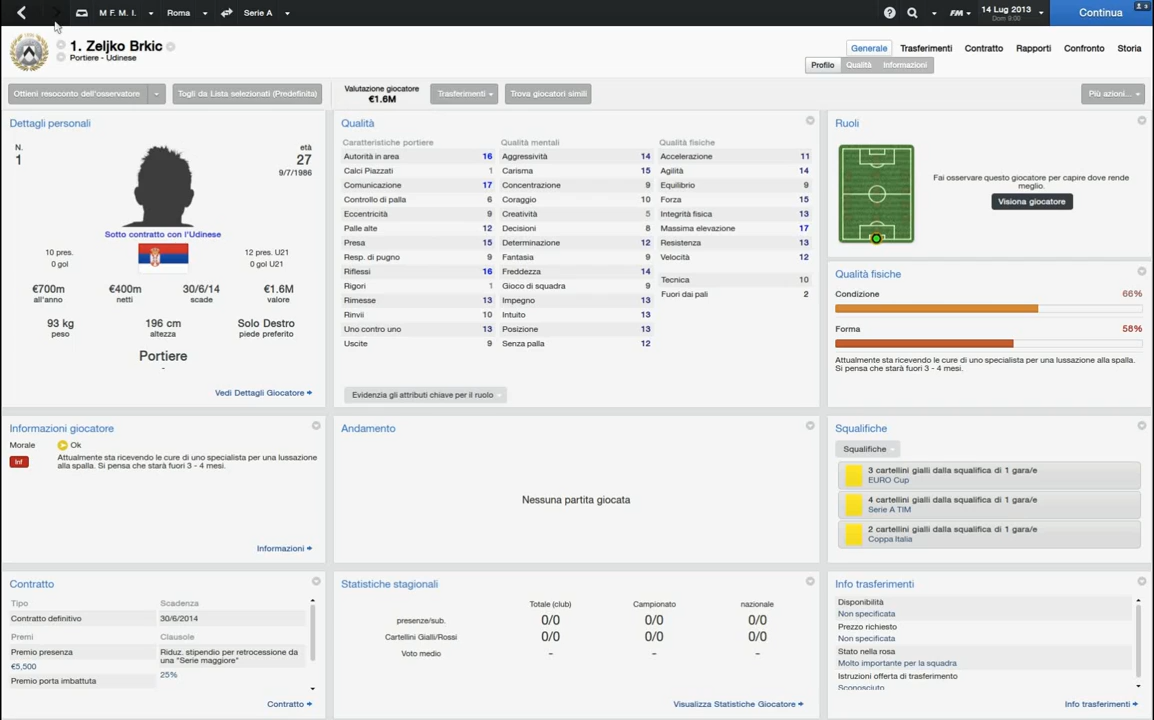 M F. M. I.
Roma
Serie A
FM
14 Lug 2013
Dom 9:00
Continua
3
1. Zeljko Brkic
Portiere - Udinese
Generale
Trasferimenti
Contratto
Rapporti
Confronto
Storia
Profilo
Qualità
Informazioni
Ottieni resoconto dell'osservatore
Togli da Lista selezionati (Predefinita)
Valutazione giocatore
€1.6M
Trasferimenti
Trova giocatori simili
Più azioni...
Dettagli personali
N.
1
età
27
9/7/1986
Sotto contratto con l'Udinese
10 pres.
0 gol
12 pres. U21
0 gol U21
€700m
all'anno
€400m
netti
30/6/14
scade
€1.6M
valore
93 kg
peso
196 cm
altezza
Solo Destro
piede preferito
Portiere
-
Vedi Dettagli Giocatore
Qualità
Caratteristiche portiere
Autorità in area 16
Calci Piazzati 1
Comunicazione 17
Controllo di palla 6
Eccentricità 9
Palle alte 12
Presa 15
Resp. di pugno 9
Riflessi 16
Rigori 1
Rimesse 13
Rinvii 10
Uno contro uno 13
Uscite 9
Qualità mentali
Aggressività 14
Carisma 15
Concentrazione 9
Coraggio 10
Creatività 5
Decisioni 8
Determinazione 12
Fantasia 9
Freddezza 14
Gioco di squadra 9
Impegno 13
Intuito 13
Posizione 13
Senza palla 12
Qualità fisiche
Accelerazione 11
Agilità 14
Equilibrio 9
Forza 15
Integrità fisica 13
Massima elevazione 17
Resistenza 13
Velocità 12
Tecnica 10
Fuori dai pali 2
Evidenzia gli attributi chiave per il ruolo
Ruoli
Fai osservare questo giocatore per capire dove rende
meglio.
Visiona giocatore
Qualità fisiche
Condizione 66%
Forma 58%
Attualmente sta ricevendo le cure di uno specialista per una lussazione alla spalla.
Si pensa che starà fuori 3 - 4 mesi.
Informazioni giocatore
Morale
Ok
Inf
Attualmente sta ricevendo le cure di uno specialista per una lussazione
alla spalla. Si pensa che starà fuori 3 - 4 mesi.
Informazioni
Andamento
Nessuna partita giocata
Squalifiche
Squalifiche
3 cartellini gialli dalla squalifica di 1 gara/e
EURO Cup
4 cartellini gialli dalla squalifica di 1 gara/e
Serie A TIM
2 cartellini gialli dalla squalifica di 1 gara/e
Coppa Italia
Contratto
Tipo
Contratto definitivo
Premi
Premio presenza
€5,500
Premio porta imbattuta
Scadenza
30/6/2014
Clausole
Riduz. stipendio per retrocessione da
una "Serie maggiore"
25%
Contratto
Statistiche stagionali
Totale (club) Campionato nazionale
presenze/sub. 0/0 0/0 0/0
Cartellini Gialli/Rossi 0/0 0/0 0/0
Voto medio - - -
Visualizza Statistiche Giocatore
Info trasferimenti
Disponibilità
Non specificata
Prezzo richiesto
Non specificata
Stato nella rosa
Molto importante per la squadra
Istruzioni offerta di trasferimento
Sconosciuto
Info trasferimenti